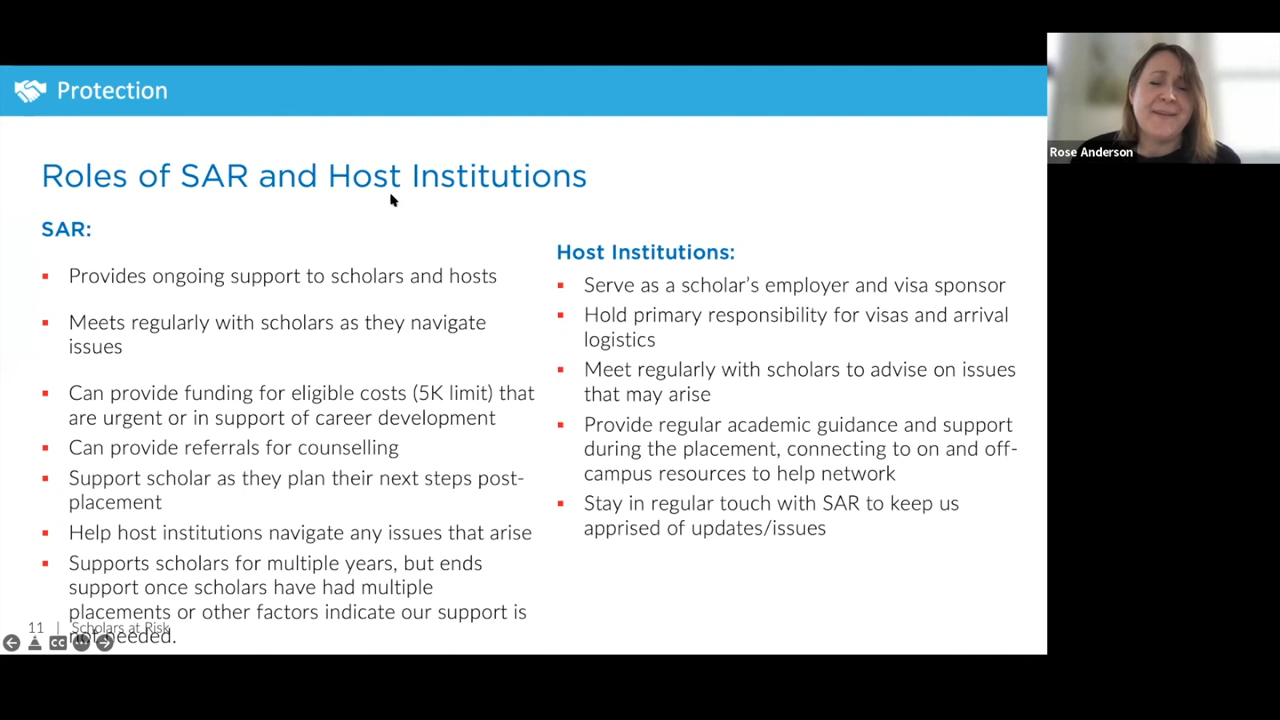 Protection
Roles of SAR and Host Institutions
SAR:
Provides ongoing support to scholars and hosts
Meets regularly with scholars as they navigate
issues
Can provide funding for eligible costs (5K limit) that
are urgent or in support of career development
Can provide referrals for counselling
Support scholar as they plan their next steps post-
placement
Help host institutions navigate any issues that arise
Supports scholars for multiple years, but ends
support once scholars have had multiple
placements or other factors indicate our support is
not needed.
Host Institutions:
Serve as a scholar’s employer and visa sponsor
Hold primary responsibility for visas and arrival
logistics
Meet regularly with scholars to advise on issues
that may arise
Provide regular academic guidance and support
during the placement, connecting to on and off-
campus resources to help network
Stay in regular touch with SAR to keep us
apprised of updates/issues
11 | Scholars at Risk
CC
Rose Anderson